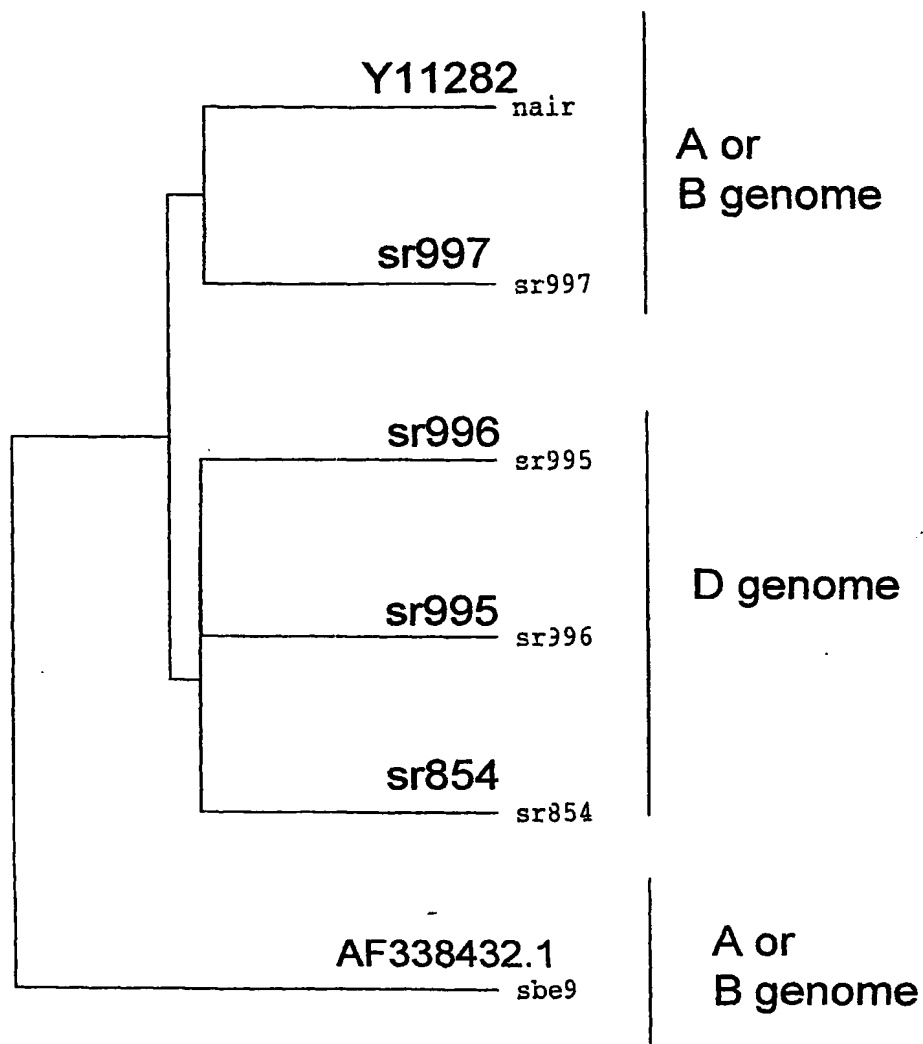 Y11282
nair
A or
B genome
sr997
sr997
sr996
sr995
D genome
sr995
sr996
sr854
sr854
AF338432.1
sbe9
A or
B genome